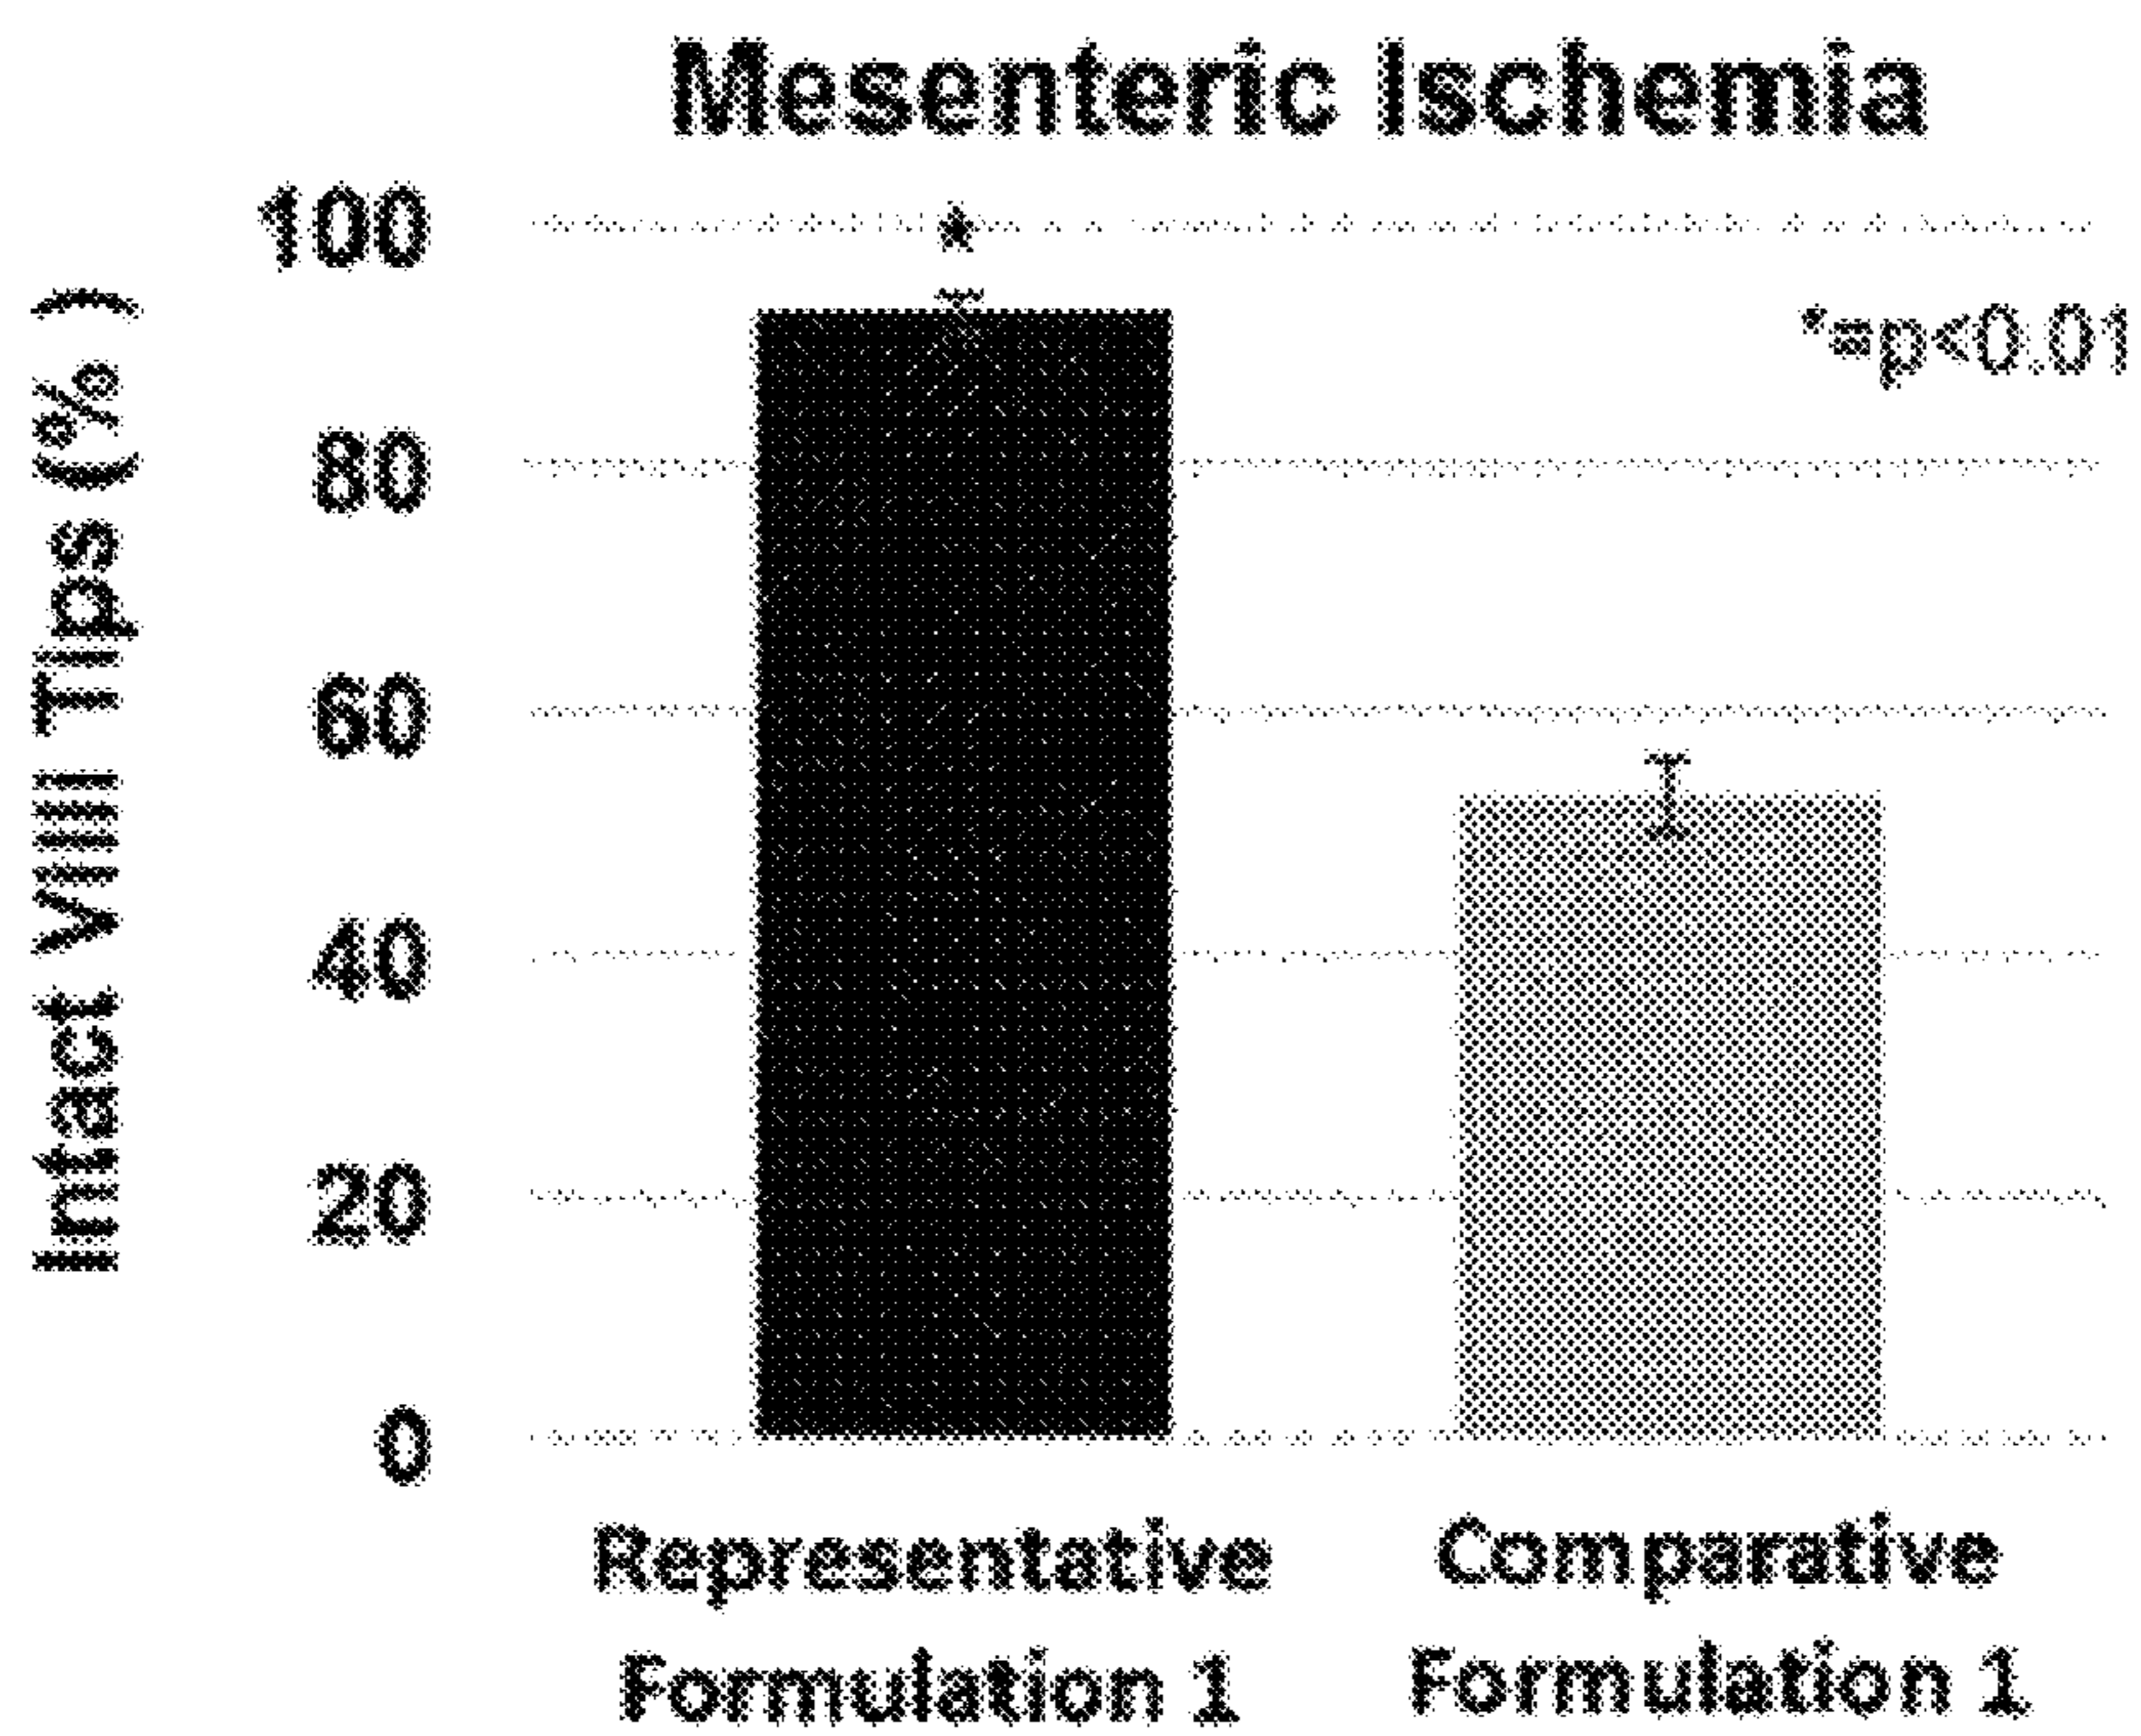 Mesenteric Ischemia
Intact Villi Tips (% )
100
80
60
40
20
0
*
*=p<0.01
Representative
Formulation 1
Comparative
Formulation 1